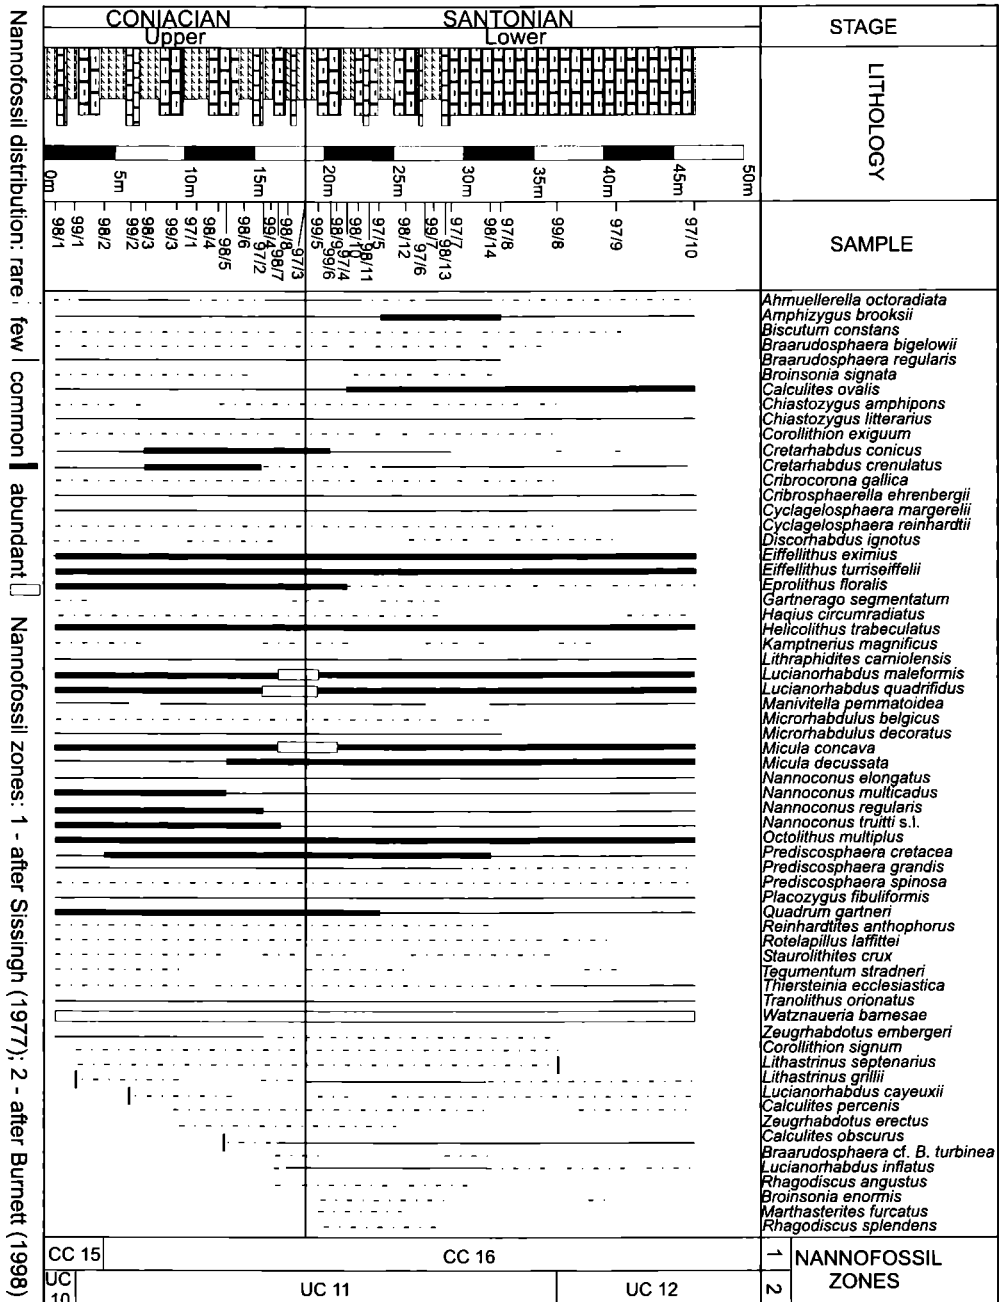 CONIACIAN
SANTONIAN
STAGE
Upper
Lower
LITHOLOGY
0m
5m
10m
15m
20m
25m
30m
35m
40m
45m
50m
SAMPLE
98/1
99/1
98/2
99/2
98/3
99/3
97/1
98/4
98/5
98/6
97/2
99/4
98/7
98/8
97/3
99/5
99/6
98/9
97/4
98/10
98/11
97/5
98/12
97/6
99/7
98/13
97/7
98/14
97/8
99/8
97/9
97/10
Ahmuellerella octoradiata
Amphizygus brooksii
Biscutum constans
Braarudosphaera bigelowii
Braarudosphaera regularis
Broinsonia signata
Calculites ovalis
Chiastozygus amphipons
Chiastozygus litterarius
Corollithion exiguum
Cretarhabdus conicus
Cretarhabdus crenulatus
Cribrocorona gallica
Cribrosphaerella ehrenbergii
Cyclagelosphaera margerelii
Cyclagelosphaera reinhardtii
Discorhabdus ignotus
Eiffellithus eximius
Eiffellithus turriseiffelii
Eprolithus floralis
Gartnerago segmentatum
Haqius circumradiatus
Helicolithus trabeculatus
Kamptnerius magnificus
Lithraphidites carniolensis
Lucianorhabdus maleformis
Lucianorhabdus quadrifidus
Manivitella pemmatoidea
Microrhabdulus belgicus
Microrhabdulus decoratus
Micula concava
Micula decussata
Nannoconus elongatus
Nannoconus multicadus
Nannoconus regularis
Nannoconus truitti s.l.
Octolithus multiplus
Prediscosphaera cretacea
Prediscosphaera grandis
Prediscosphaera spinosa
Placozygus fibuliformis
Quadrum gartneri
Reinhardtites anthophorus
Rotelapillus laffittei
Staurolithites crux
Tegumentum stradneri
Thiersteinia ecclesiastica
Tranolithus orionatus
Watznaueria barnesae
Zeugrhabdotus embergeri
Corollithion signum
Lithastrinus septenarius
Lithastrinus grillii
Lucianorhabdus cayeuxii
Calculites percenis
Zeugrhabdotus erectus
Calculites obscurus
Braarudosphaera cf. B. turbinea
Lucianorhabdus inflatus
Rhagodiscus angustus
Broinsonia enormis
Marthasterites furcatus
Rhagodiscus splendens
CC 15
CC 16
1
UC 10
UC 11
UC 12
2
NANNOFOSSIL
ZONES
Nannofossil distribution: rare few common abundant Nannofossil zones: 1 - after Sissingh (1977); 2 - after Burnett (1998)